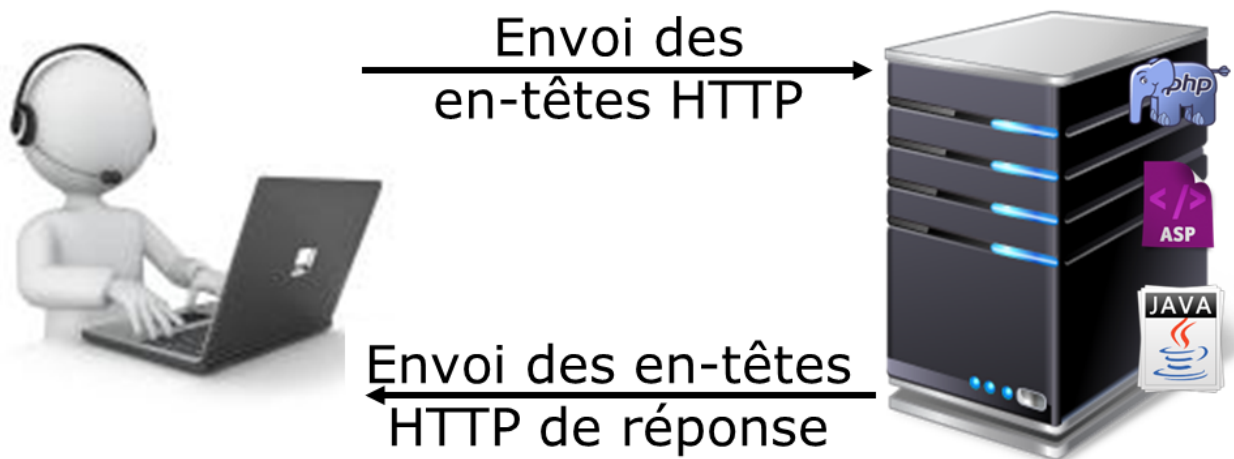 Envoi des
en-têtes HTTP
php
</>
ASP
JAVA
Envoi des en-têtes
HTTP de réponse